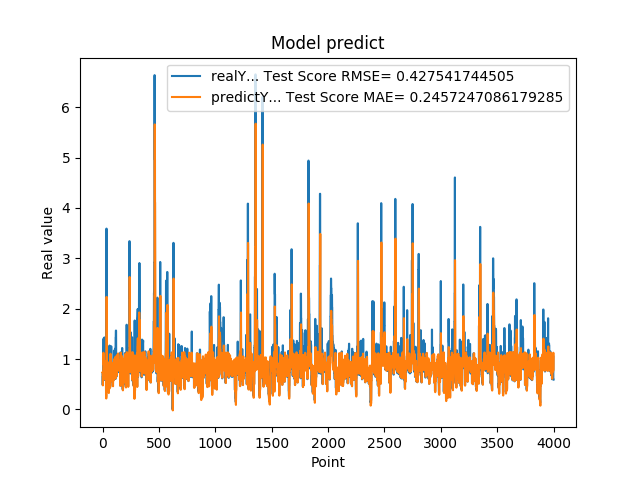 Model predict
realY... Test Score RMSE= 0.427541744505
predictY... Test Score MAE= 0.2457247086179285
Real value
6
5
4
3
2
1
0
0 500 1000 1500 2000 2500 3000 3500 4000
Point